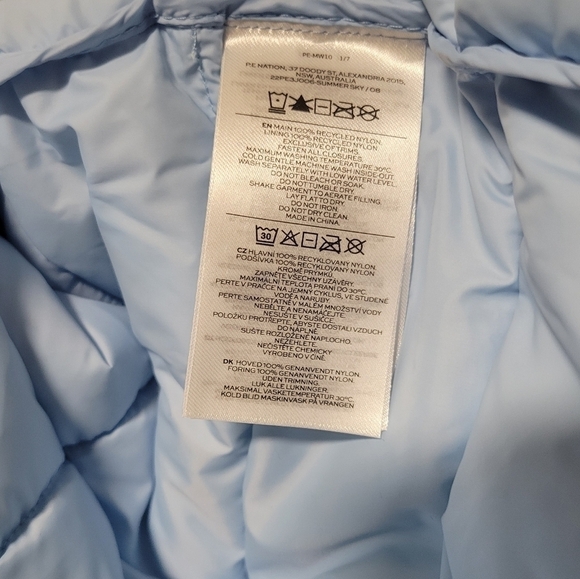 PE-MW10 1/7
P.E NATION, 37 DOODY ST, ALEXANDRIA 2015,
NSW, AUSTRALIA
22PE3J006-SUMMER SKY / 08
EN MAIN 100% RECYCLED NYLON.
LINING 100% RECYCLED NYLON.
EXCLUSIVE OF TRIMS.
FASTEN ALL CLOSURES.
MAXIMUM WASHING TEMPERATURE 30°C.
COLD GENTLE MACHINE WASH INSIDE OUT.
WASH SEPARATELY WITH LOW WATER LEVEL.
DO NOT BLEACH OR SOAK.
DO NOT TUMBLE DRY.
SHAKE GARMENT TO AERATE FILLING.
LAY FLAT TO DRY.
DO NOT IRON.
DO NOT DRY CLEAN.
MADE IN CHINA
30
CZ HLAVNÍ 100% RECYKLOVANÝ NYLON.
PODŠÍVKA 100% RECYKLOVANÝ NYLON.
KROMĚ PRYMKŮ.
ZAPNĚTE VŠECHNY UZÁVĚRY.
MAXIMÁLNÍ TEPLOTA PRANÍ DO 30°C
PERTE V PRAČCE NA JEMNÝ CYKLUS, VE STUDENÉ
VODĚ A NARUBY.
PERTE SAMOSTATNĚ V MALÉM MNOŽSTVÍ VODY
NEBĚLTE A NENAMÁČEJTE.
NESUŠTE V SUŠIČCE.
POLOŽKU PROTŘEPTE, ABYSTE DOSTALI VZDUCH
DO NÁPLNĚ.
SUŠTE ROZLOŽENÉ NAPLOCHO.
NEŽEHLETE.
NEČISTĚTE CHEMICKY
VYROBENO V ČÍNĚ
DK HOVED 100% GENANVENDT NYLON.
FORING 100% GENANVENDT NYLON.
UDEN TRIMNING.
LUK ALLE LUKNINGER.
MAKSIMAL VASKETEMPERATUR 30°C.
KOLD BLID MASKINVASK PÅ VRANGEN